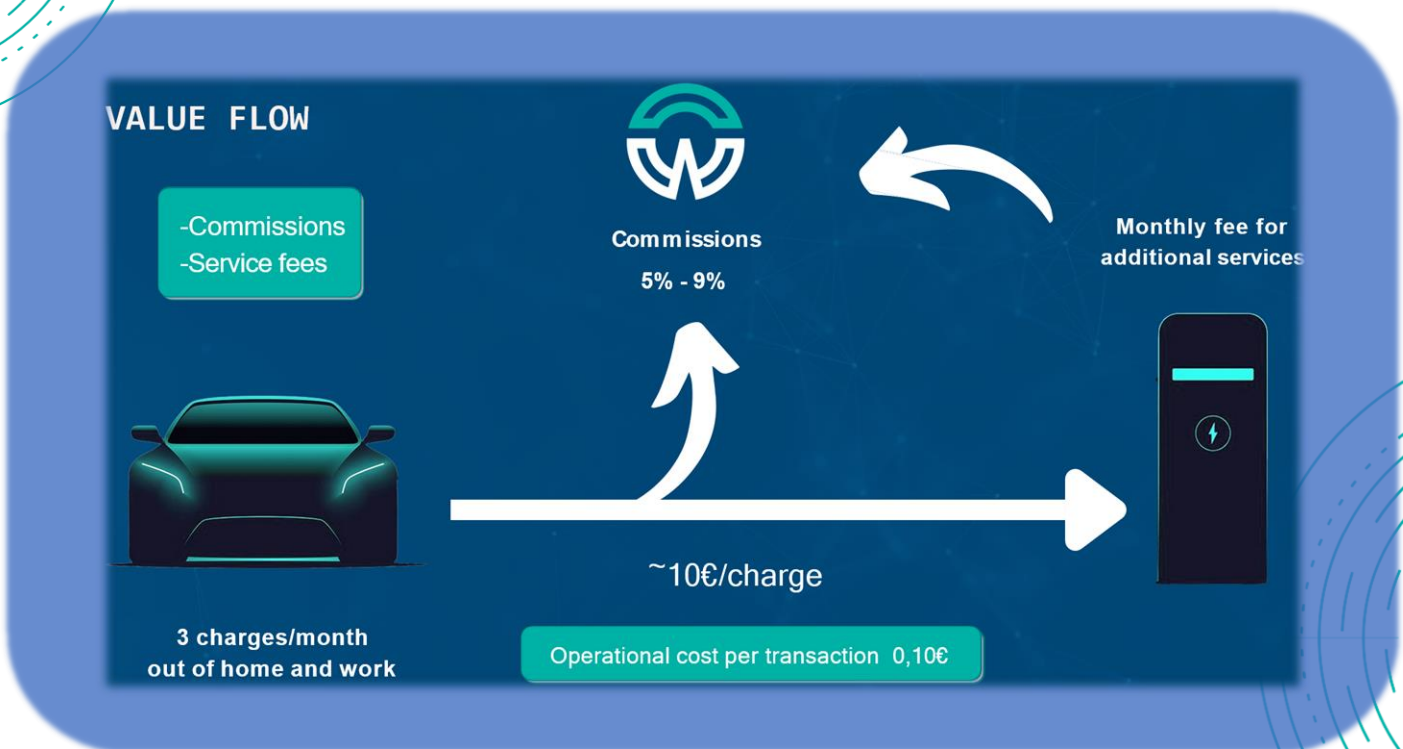 VALUE FLOW
-Commissions
-Service fees
Commissions
5% - 9%
Monthly fee for
additional services
~10€/charge
3 charges/month
out of home and work
Operational cost per transaction 0,10€